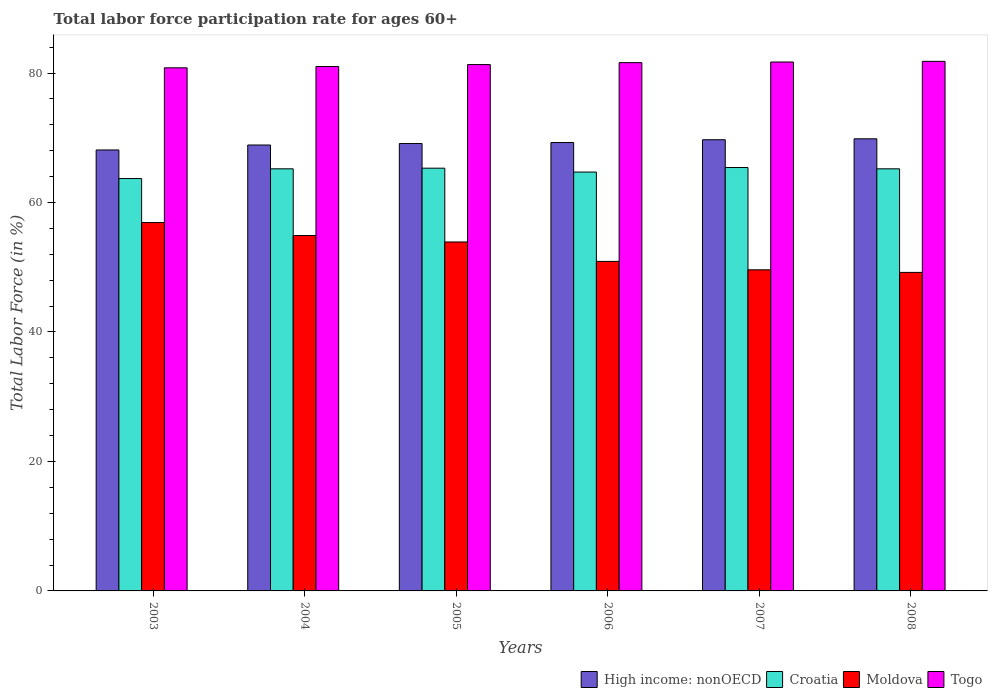 Total labor force participation rate for ages 60+
Total Labor Force (in %)
80
60
40
20
0
2003
2004
2005
2006
2007
2008
Years
High income: nonOECD
Croatia
Moldova
Togo